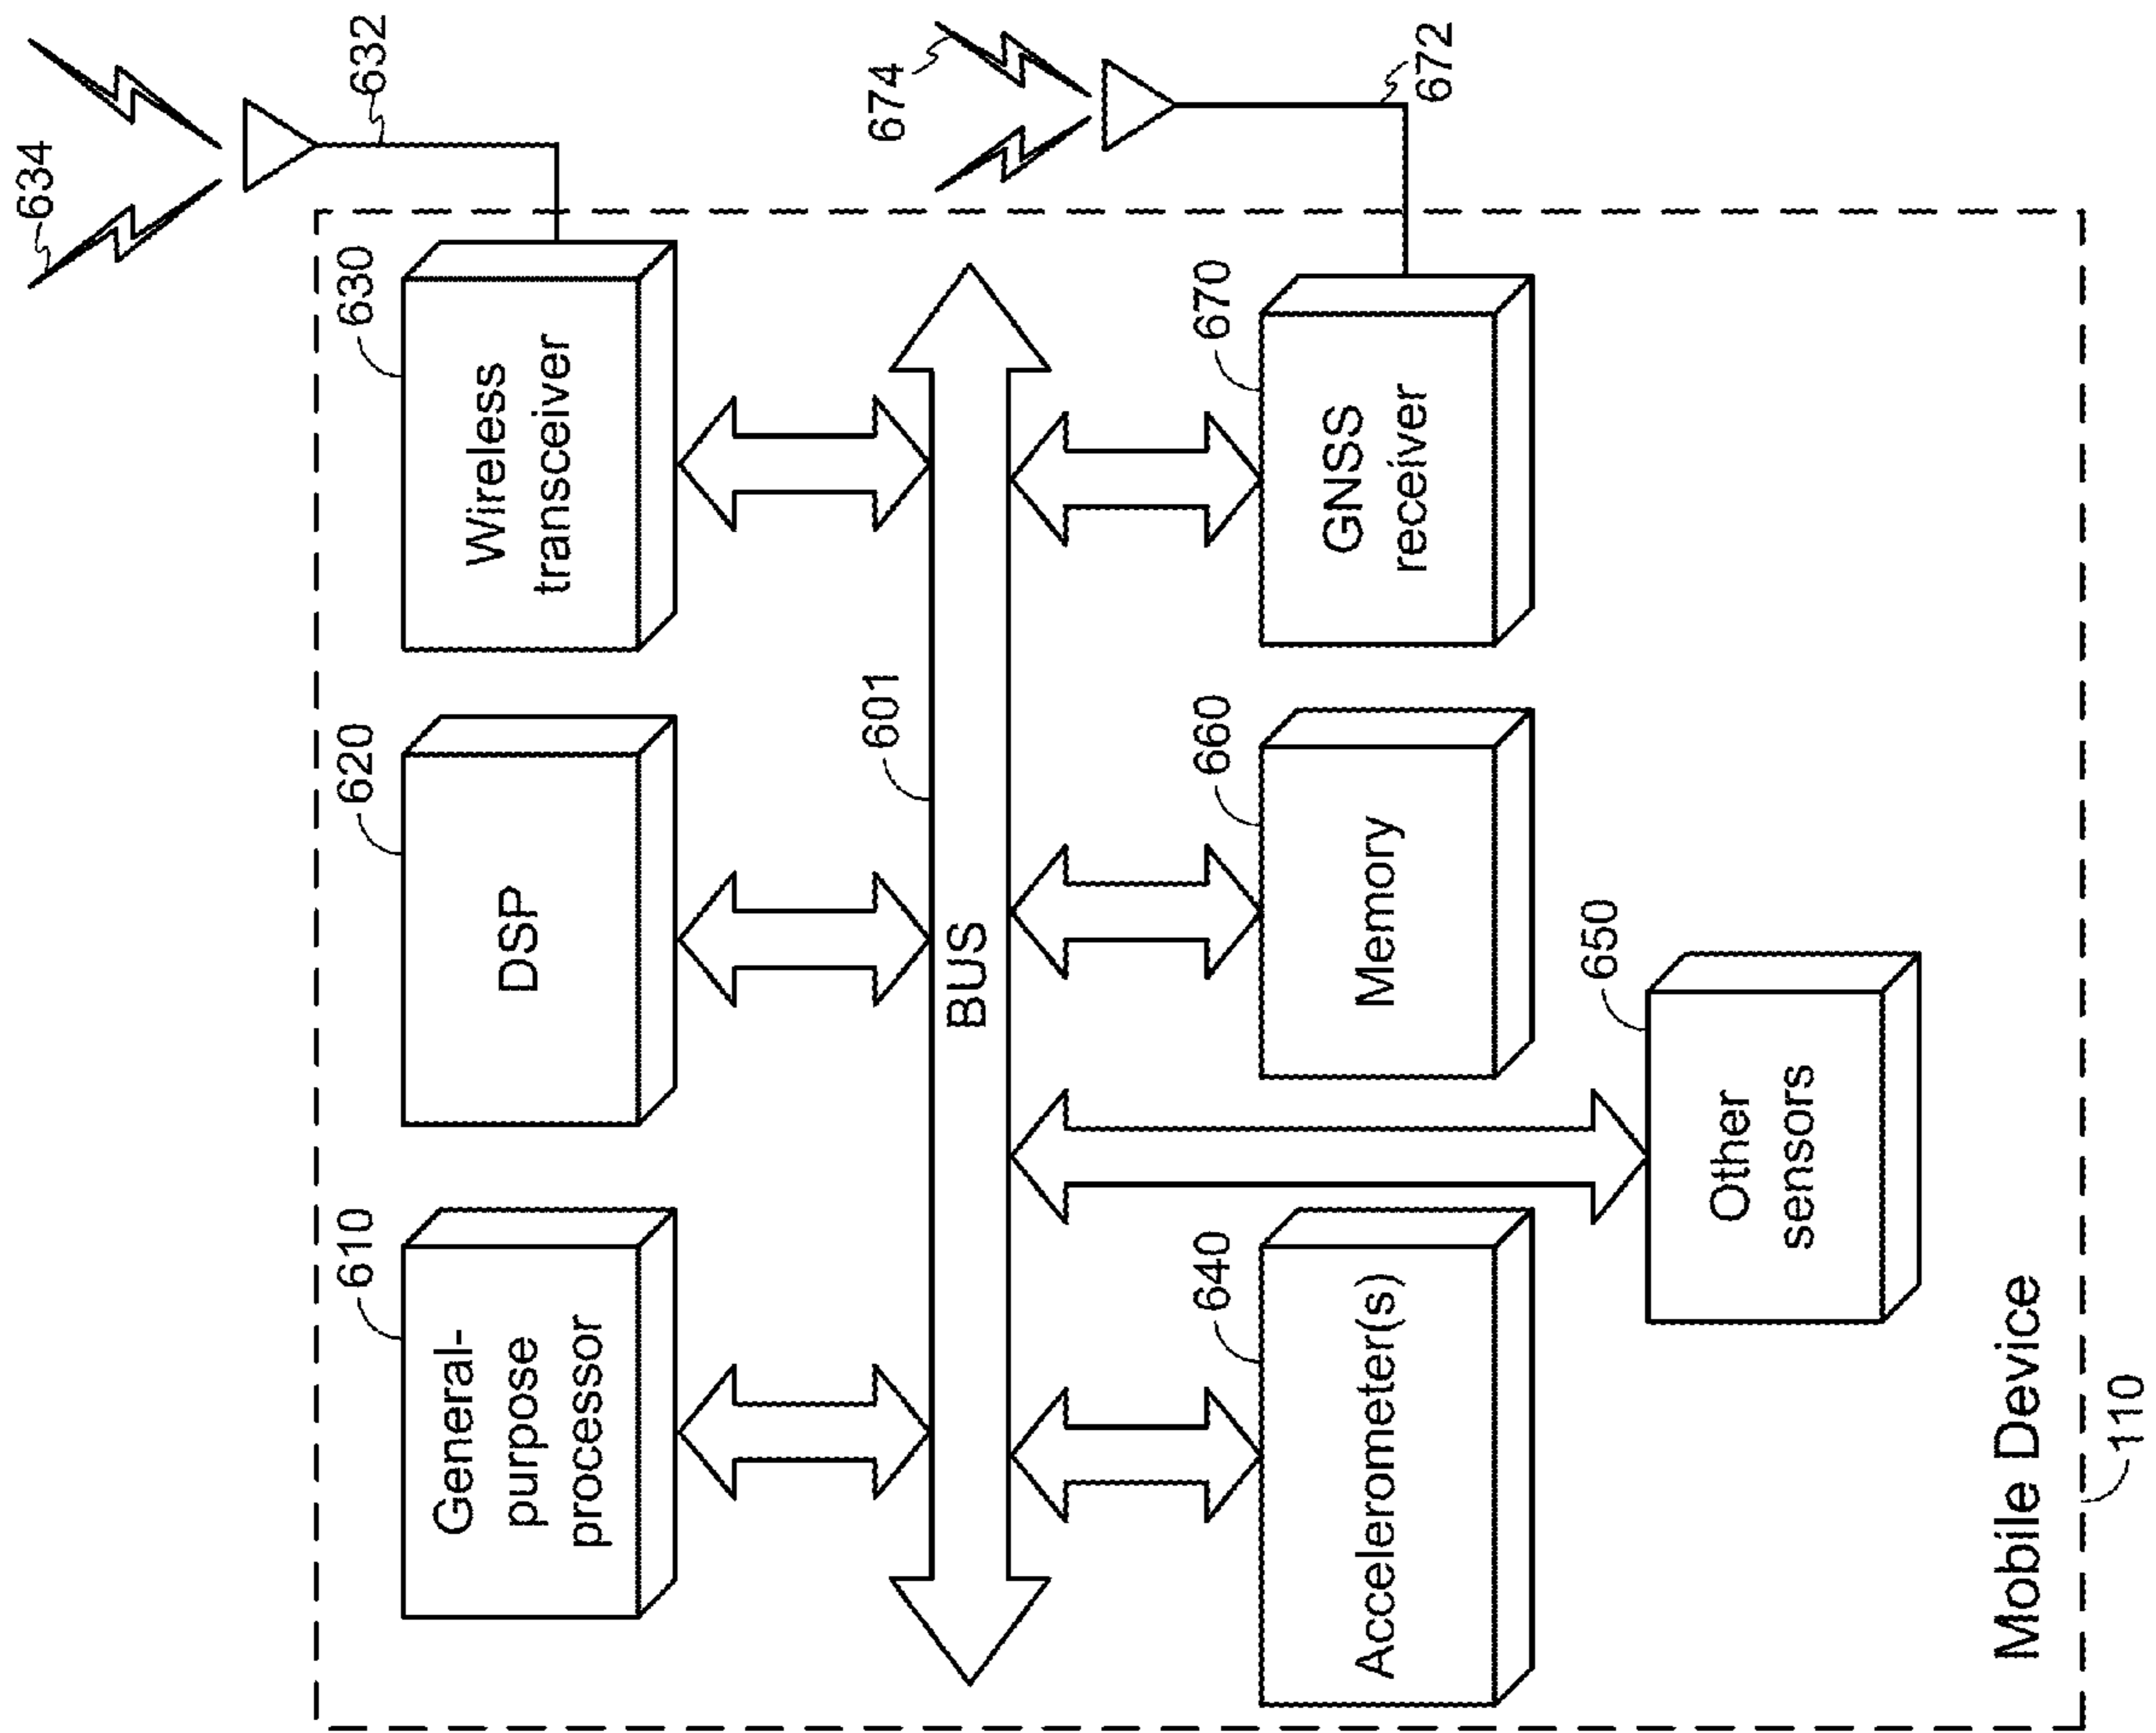 634
632
610
620
630
General-
purpose
processor
DSP
Wireless
transceiver
601
BUS
674
672
640
660
670
Accelerometer(s)
Memory
GNSS
receiver
650
Other
sensors
Mobile Device
110